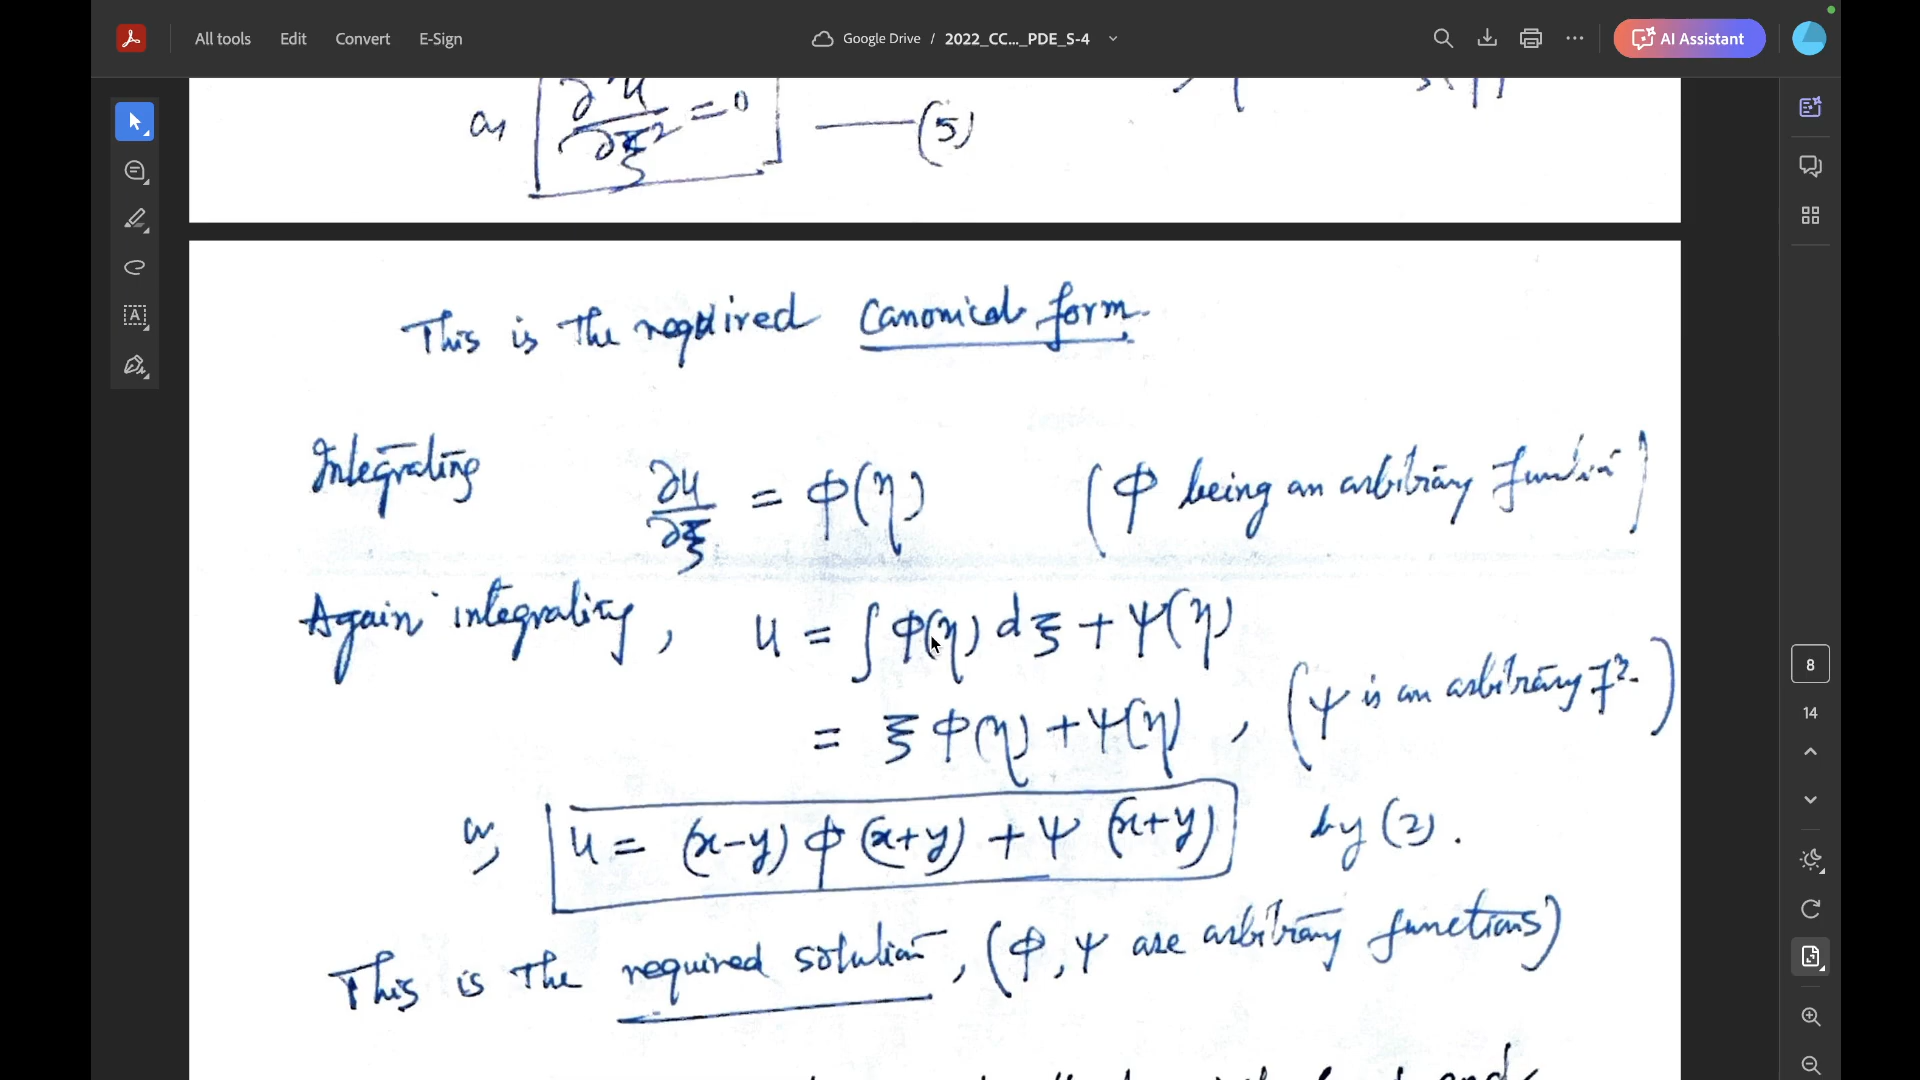 All tools Edit Convert E-Sign Google Drive / 2022_CC..._PDE_S-4 AI Assistant
or, ∂²u/∂ξ² = 0 —— (5)
This is the required Canonical form.
Integrating ∂u/∂ξ = φ(η) (φ being an arbitrary function)
Again integrating, u = ∫ φ(η) dξ + ψ(η)
= ξ φ(η) + ψ(η), (ψ is an arbitrary fⁿ.)
or, u = (x-y) φ (x+y) + ψ (x+y) by (2).
This is the required solution, (φ, ψ are arbitrary functions)
8
14